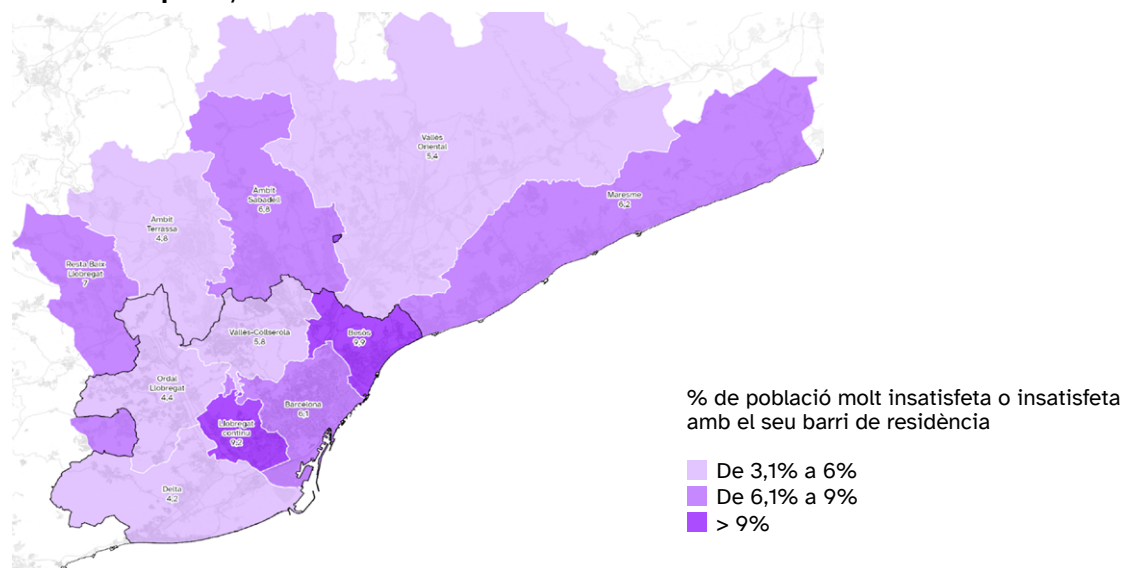 Vallès
Oriental
5,4
Maresme
6,2
Àmbit
Sabadell
6,8
Àmbit
Terrassa
4,8
Resta Baix
Llobregat
7
Vallès-Collserola
5,8
Besòs
9,9
Ordal
Llobregat
4,4
Barcelona
6,1
Llobregat
continu
9,2
Delta
4,2
% de població molt insatisfeta o insatisfeta
amb el seu barri de residència
De 3,1% a 6%
De 6,1% a 9%
> 9%